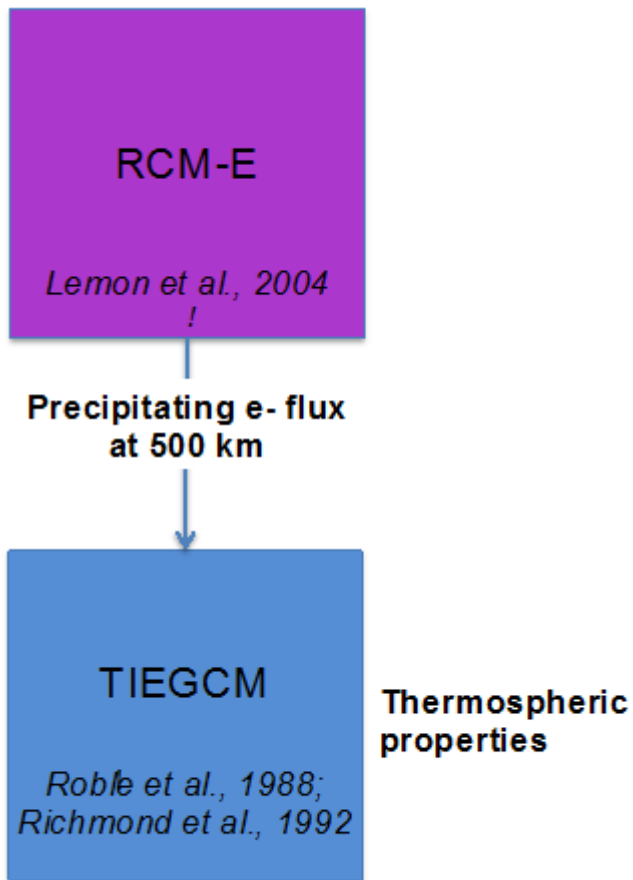 RCM-E
Lemon et al., 2004
!
Precipitating e- flux
at 500 km
TIEGCM
Thermospheric
properties
Roble et al., 1988;
Richmond et al., 1992